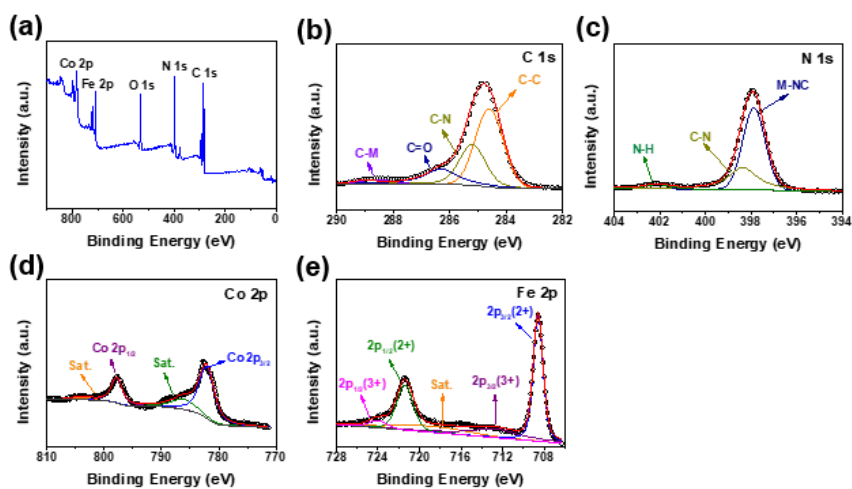 (a)
Intensity (a.u.)
Co 2p
Fe 2p
O 1s
N 1s
C 1s
800 600 400 200 0
Binding Energy (eV)
(b)
Intensity (a.u.)
C 1s
C-C
C-N
C=O
C-M
290 288 286 284 282
Binding Energy (eV)
(c)
Intensity (a.u.)
N 1s
M-NC
C-N
N-H
404 402 400 398 396 394
Binding Energy (eV)
(d)
Intensity (a.u.)
Co 2p
Co 2p1/2
Sat.
Sat.
Co 2p3/2
810 800 790 780 770
Binding Energy (eV)
(e)
Intensity (a.u.)
Fe 2p
2p3/2(2+)
2p1/2(2+)
2p1/2(3+)
Sat.
2p3/2(3+)
728 724 720 716 712 708
Binding Energy (eV)